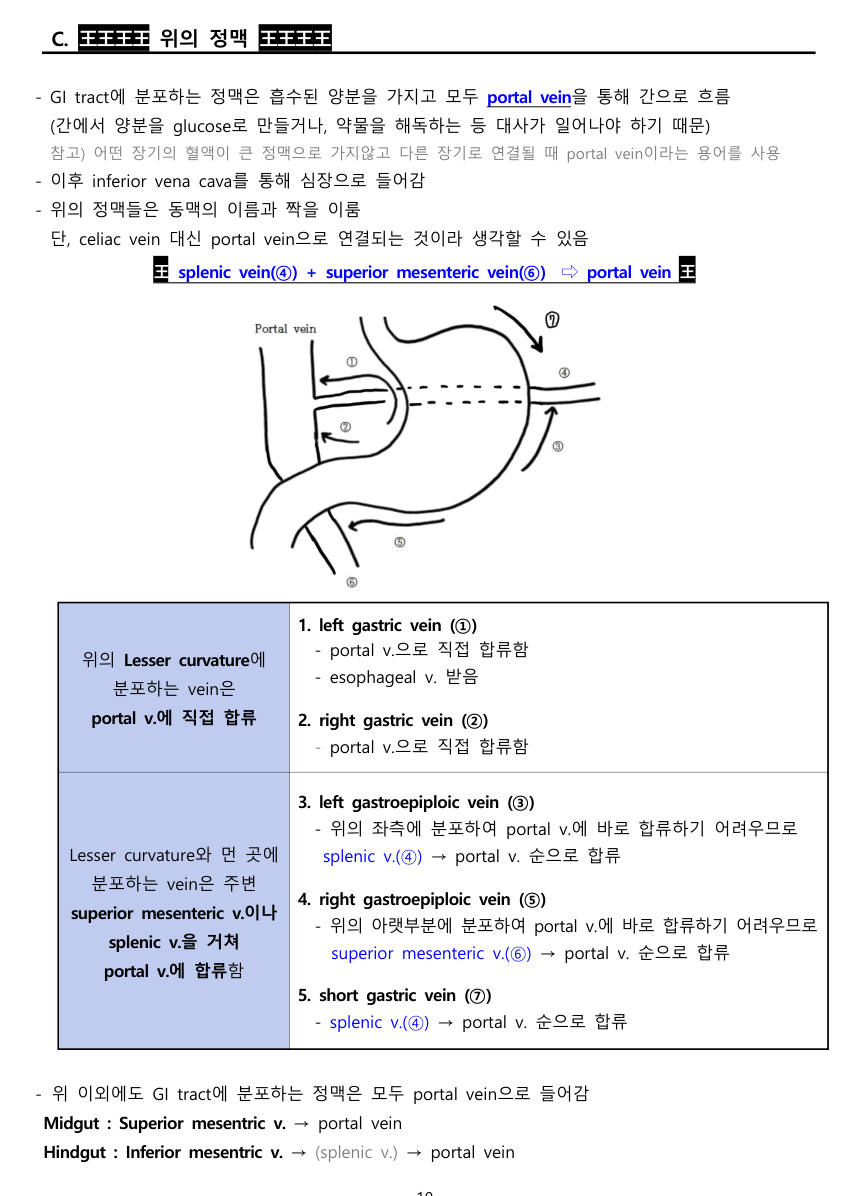 C. 王王王王王 위의 정맥 王王王王王
- GI tract에 분포하는 정맥은 흡수된 양분을 가지고 모두 portal vein을 통해 간으로 흐름
(간에서 양분을 glucose로 만들거나, 약물을 해독하는 등 대사가 일어나야 하기 때문)
참고) 어떤 장기의 혈액이 큰 정맥으로 가지않고 다른 장기로 연결될 때 portal vein이라는 용어를 사용
- 이후 inferior vena cava를 통해 심장으로 들어감
- 위의 정맥들은 동맥의 이름과 짝을 이룸
단, celiac vein 대신 portal vein으로 연결되는 것이라 생각할 수 있음
王 splenic vein(④) + superior mesenteric vein(⑥) ⇨ portal vein 王
Portal vein
⑦
①
④
②
③
⑤
⑥
위의 Lesser curvature에
분포하는 vein은
portal v.에 직접 합류
1. left gastric vein (①)
- portal v.으로 직접 합류함
- esophageal v. 받음
2. right gastric vein (②)
- portal v.으로 직접 합류함
Lesser curvature와 먼 곳에
분포하는 vein은 주변
superior mesenteric v.이나
splenic v.을 거쳐
portal v.에 합류함
3. left gastroepiploic vein (③)
- 위의 좌측에 분포하여 portal v.에 바로 합류하기 어려우므로
splenic v.(④) → portal v. 순으로 합류
4. right gastroepiploic vein (⑤)
- 위의 아랫부분에 분포하여 portal v.에 바로 합류하기 어려우므로
superior mesenteric v.(⑥) → portal v. 순으로 합류
5. short gastric vein (⑦)
- splenic v.(④) → portal v. 순으로 합류
- 위 이외에도 GI tract에 분포하는 정맥은 모두 portal vein으로 들어감
Midgut : Superior mesentric v. → portal vein
Hindgut : Inferior mesentric v. → (splenic v.) → portal vein